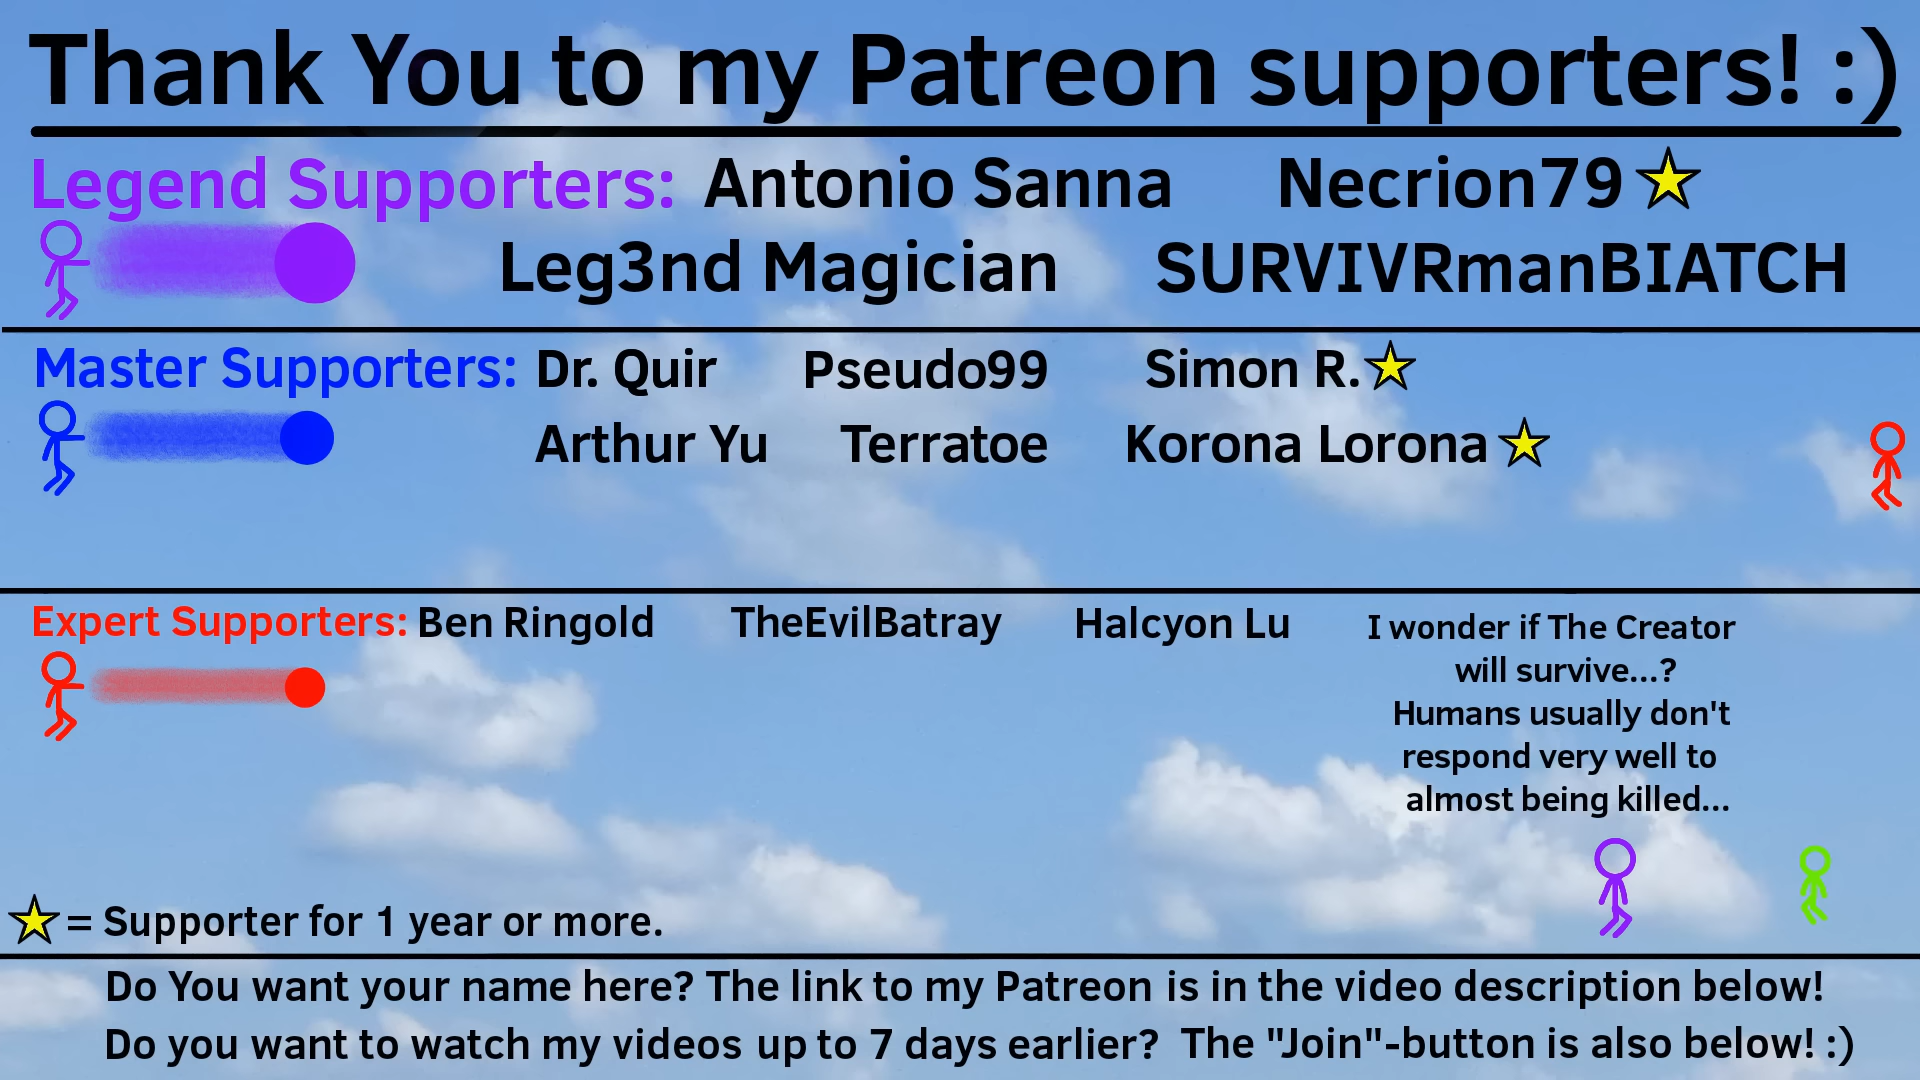 Thank You to my Patreon supporters! :)
Legend Supporters: Antonio Sanna Necrion79
Leg3nd Magician SURVIVRmanBIATCH
Master Supporters: Dr. Quir Pseudo99 Simon R.
Arthur Yu Terratoe Korona Lorona
Expert Supporters: Ben Ringold TheEvilBatray Halcyon Lu
I wonder if The Creator
will survive...?
Humans usually don't
respond very well to
almost being killed...
= Supporter for 1 year or more.
Do You want your name here? The link to my Patreon is in the video description below!
Do you want to watch my videos up to 7 days earlier? The "Join"-button is also below! :)